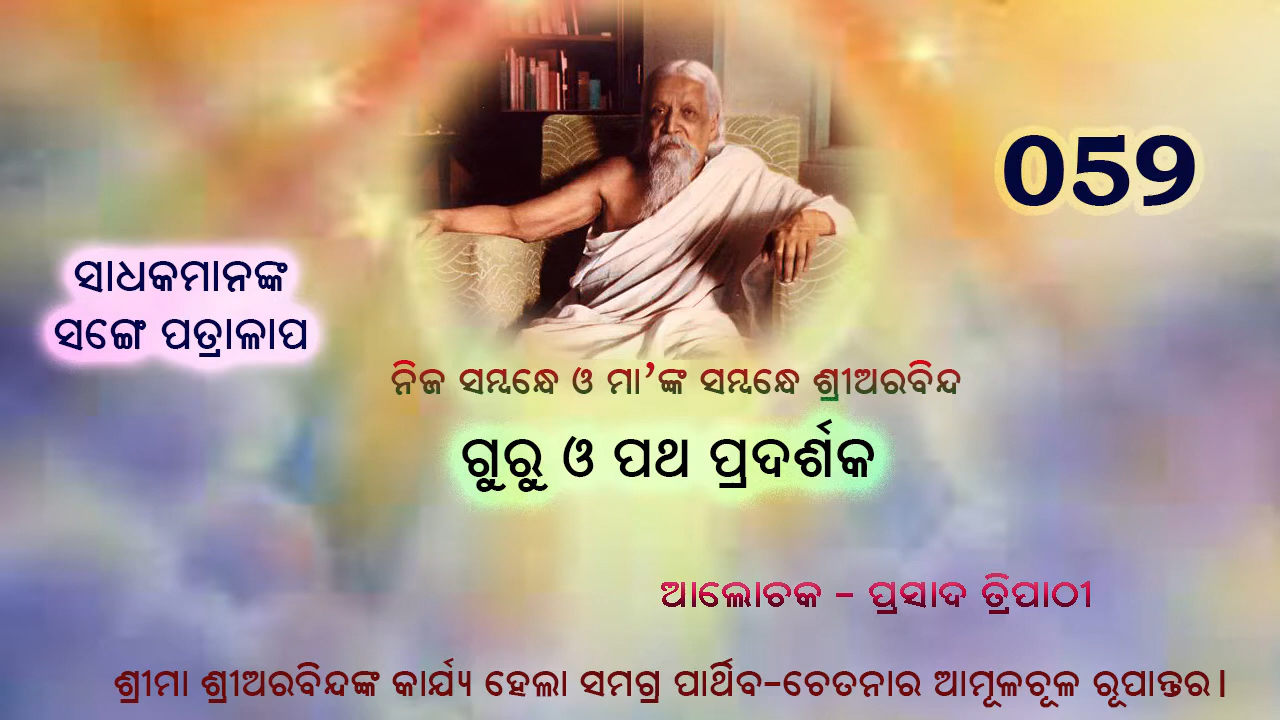 059
ସାଧକମାନଙ୍କ
ସଙ୍ଗେ ପତ୍ରାଳାପ
ନିଜ ସମ୍ବନ୍ଧେ ଓ ମା’ଙ୍କ ସମ୍ବନ୍ଧେ ଶ୍ରୀଅରବିନ୍ଦ
ଗୁରୁ ଓ ପଥ ପ୍ରଦର୍ଶକ
ଆଲୋଚକ – ପ୍ରସାଦ ତ୍ରିପାଠୀ
ଶ୍ରୀମା ଶ୍ରୀଅରବିନ୍ଦଙ୍କ କାର୍ଯ୍ୟ ହେଲା ସମଗ୍ର ପାର୍ଥିବ–ଚେତନାର ଆମୂଳଚୂଳ ରୂପାନ୍ତର।